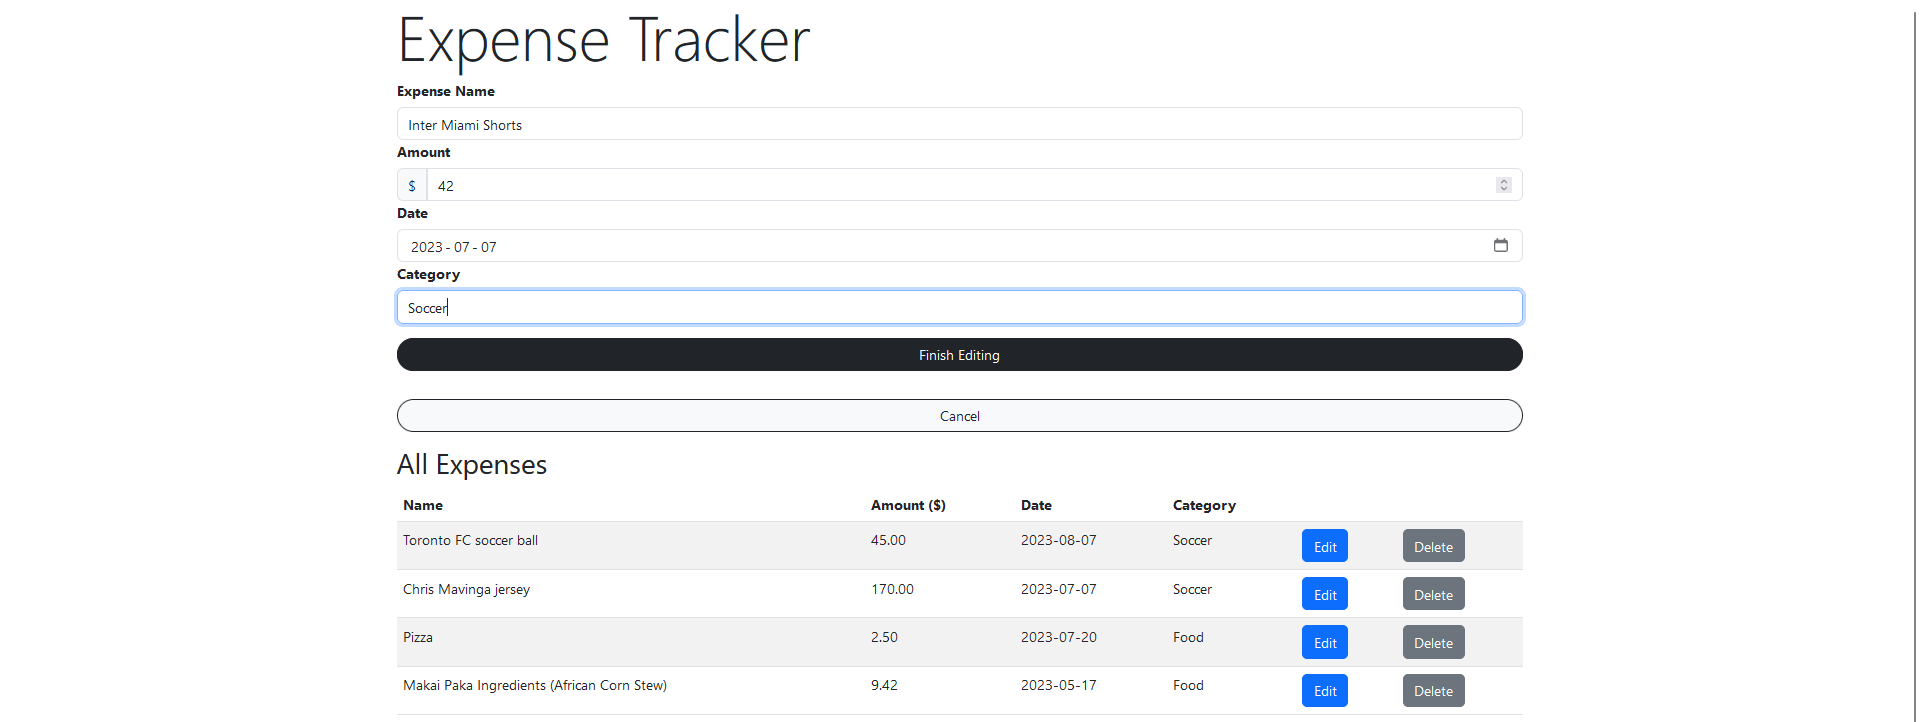 Expense Tracker
Expense Name
Inter Miami Shorts
Amount
$ 42
Date
2023 - 07 - 07
Category
Soccer
Finish Editing
Cancel
All Expenses
Name Amount ($) Date Category
Toronto FC soccer ball 45.00 2023-08-07 Soccer Edit Delete
Chris Mavinga jersey 170.00 2023-07-07 Soccer Edit Delete
Pizza 2.50 2023-07-20 Food Edit Delete
Makai Paka Ingredients (African Corn Stew) 9.42 2023-05-17 Food Edit Delete